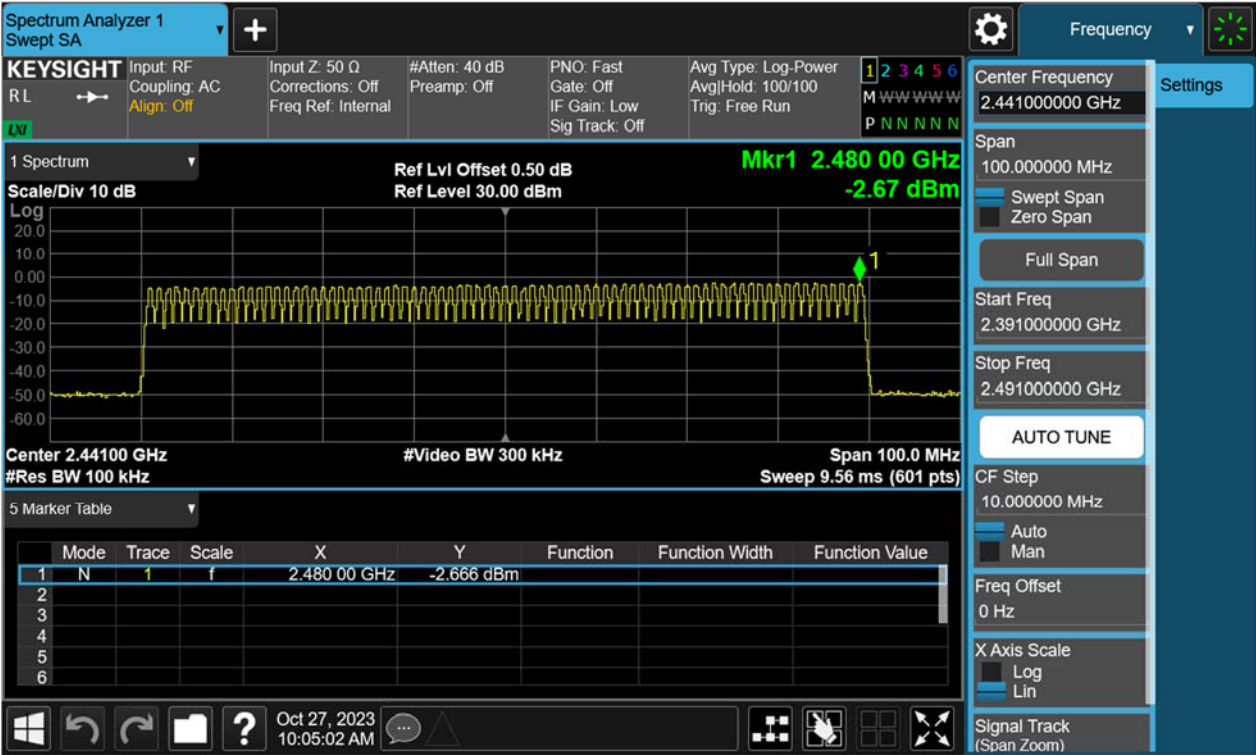 Spectrum Analyzer 1
Swept SA
Frequency
KEYSIGHT
R L
LXI
Input: RF
Coupling: AC
Align: Off
Input Z: 50 Ω
Corrections: Off
Freq Ref: Internal
#Atten: 40 dB
Preamp: Off
PNO: Fast
Gate: Off
IF Gain: Low
Sig Track: Off
Avg Type: Log-Power
Avg|Hold: 100/100
Trig: Free Run
1 2 3 4 5 6
M W W W W W
P N N N N N
1 Spectrum
Scale/Div 10 dB
Ref Lvl Offset 0.50 dB
Ref Level 30.00 dBm
Mkr1 2.480 00 GHz
-2.67 dBm
Log
20.0
10.0
0.00
-10.0
-20.0
-30.0
-40.0
-50.0
-60.0
1
Center 2.44100 GHz
#Res BW 100 kHz
#Video BW 300 kHz
Span 100.0 MHz
Sweep 9.56 ms (601 pts)
5 Marker Table
Mode Trace Scale X Y Function Function Width Function Value
1 N 1 f 2.480 00 GHz -2.666 dBm
2
3
4
5
6
Oct 27, 2023
10:05:02 AM
Center Frequency
2.441000000 GHz
Settings
Span
100.000000 MHz
Swept Span
Zero Span
Full Span
Start Freq
2.391000000 GHz
Stop Freq
2.491000000 GHz
AUTO TUNE
CF Step
10.000000 MHz
Auto
Man
Freq Offset
0 Hz
X Axis Scale
Log
Lin
Signal Track
(Span Zoom)